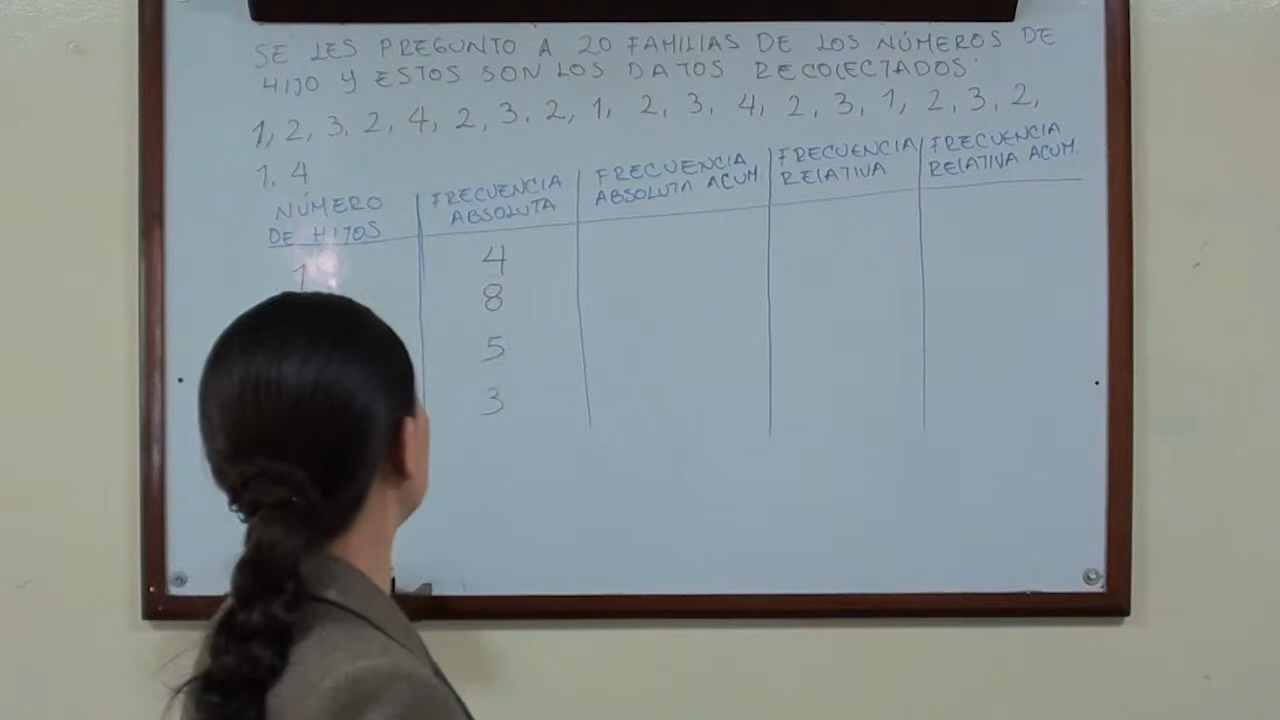 SE LES PREGUNTO A 20 FAMILIAS DE LOS NÚMEROS DE
HIJO Y ESTOS SON LOS DATOS RECOLECTADOS:
1, 2, 3, 2, 4, 2, 3, 2, 1, 2, 3, 4, 2, 3, 1, 2, 3, 2,
1, 4
NÚMERO
DE HIJOS
FRECUENCIA
ABSOLUTA
FRECUENCIA
ABSOLUTA ACUM.
FRECUENCIA
RELATIVA
FRECUENCIA
RELATIVA ACUM.
1 4
8
5
3